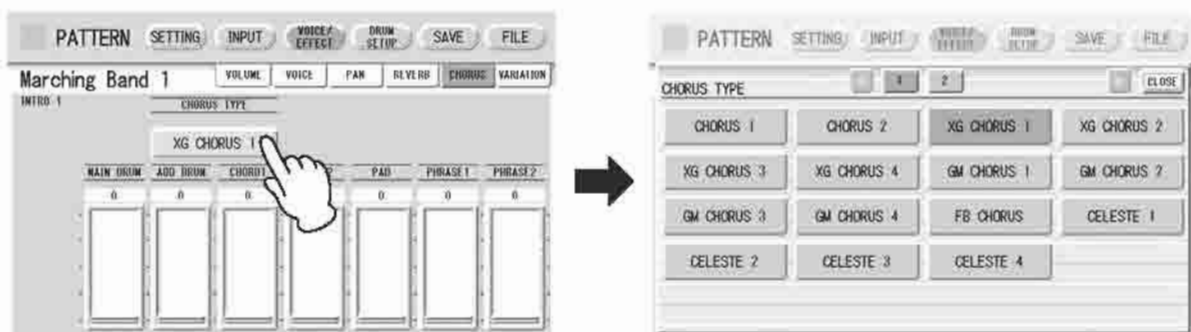 PATTERN SETTING INPUT VOICE/ EFFECT DRUM SETUP SAVE FILE
Marching Band 1 VOLUME VOICE PAN REVERB CHORUS VARIATION
INTRO 1 CHORUS TYPE
XG CHORUS 1
MAIN DRUM ADD DRUM CHORD1 PAD PHRASE1 PHRASE2
0 0 0 0 0 0
PATTERN SETTING INPUT VOICE/ EFFECT DRUM SETUP SAVE FILE
CHORUS TYPE 1 2 CLOSE
CHORUS 1 CHORUS 2 XG CHORUS 1 XG CHORUS 2
XG CHORUS 3 XG CHORUS 4 GM CHORUS 1 GM CHORUS 2
GM CHORUS 3 GM CHORUS 4 FB CHORUS CELESTE 1
CELESTE 2 CELESTE 3 CELESTE 4